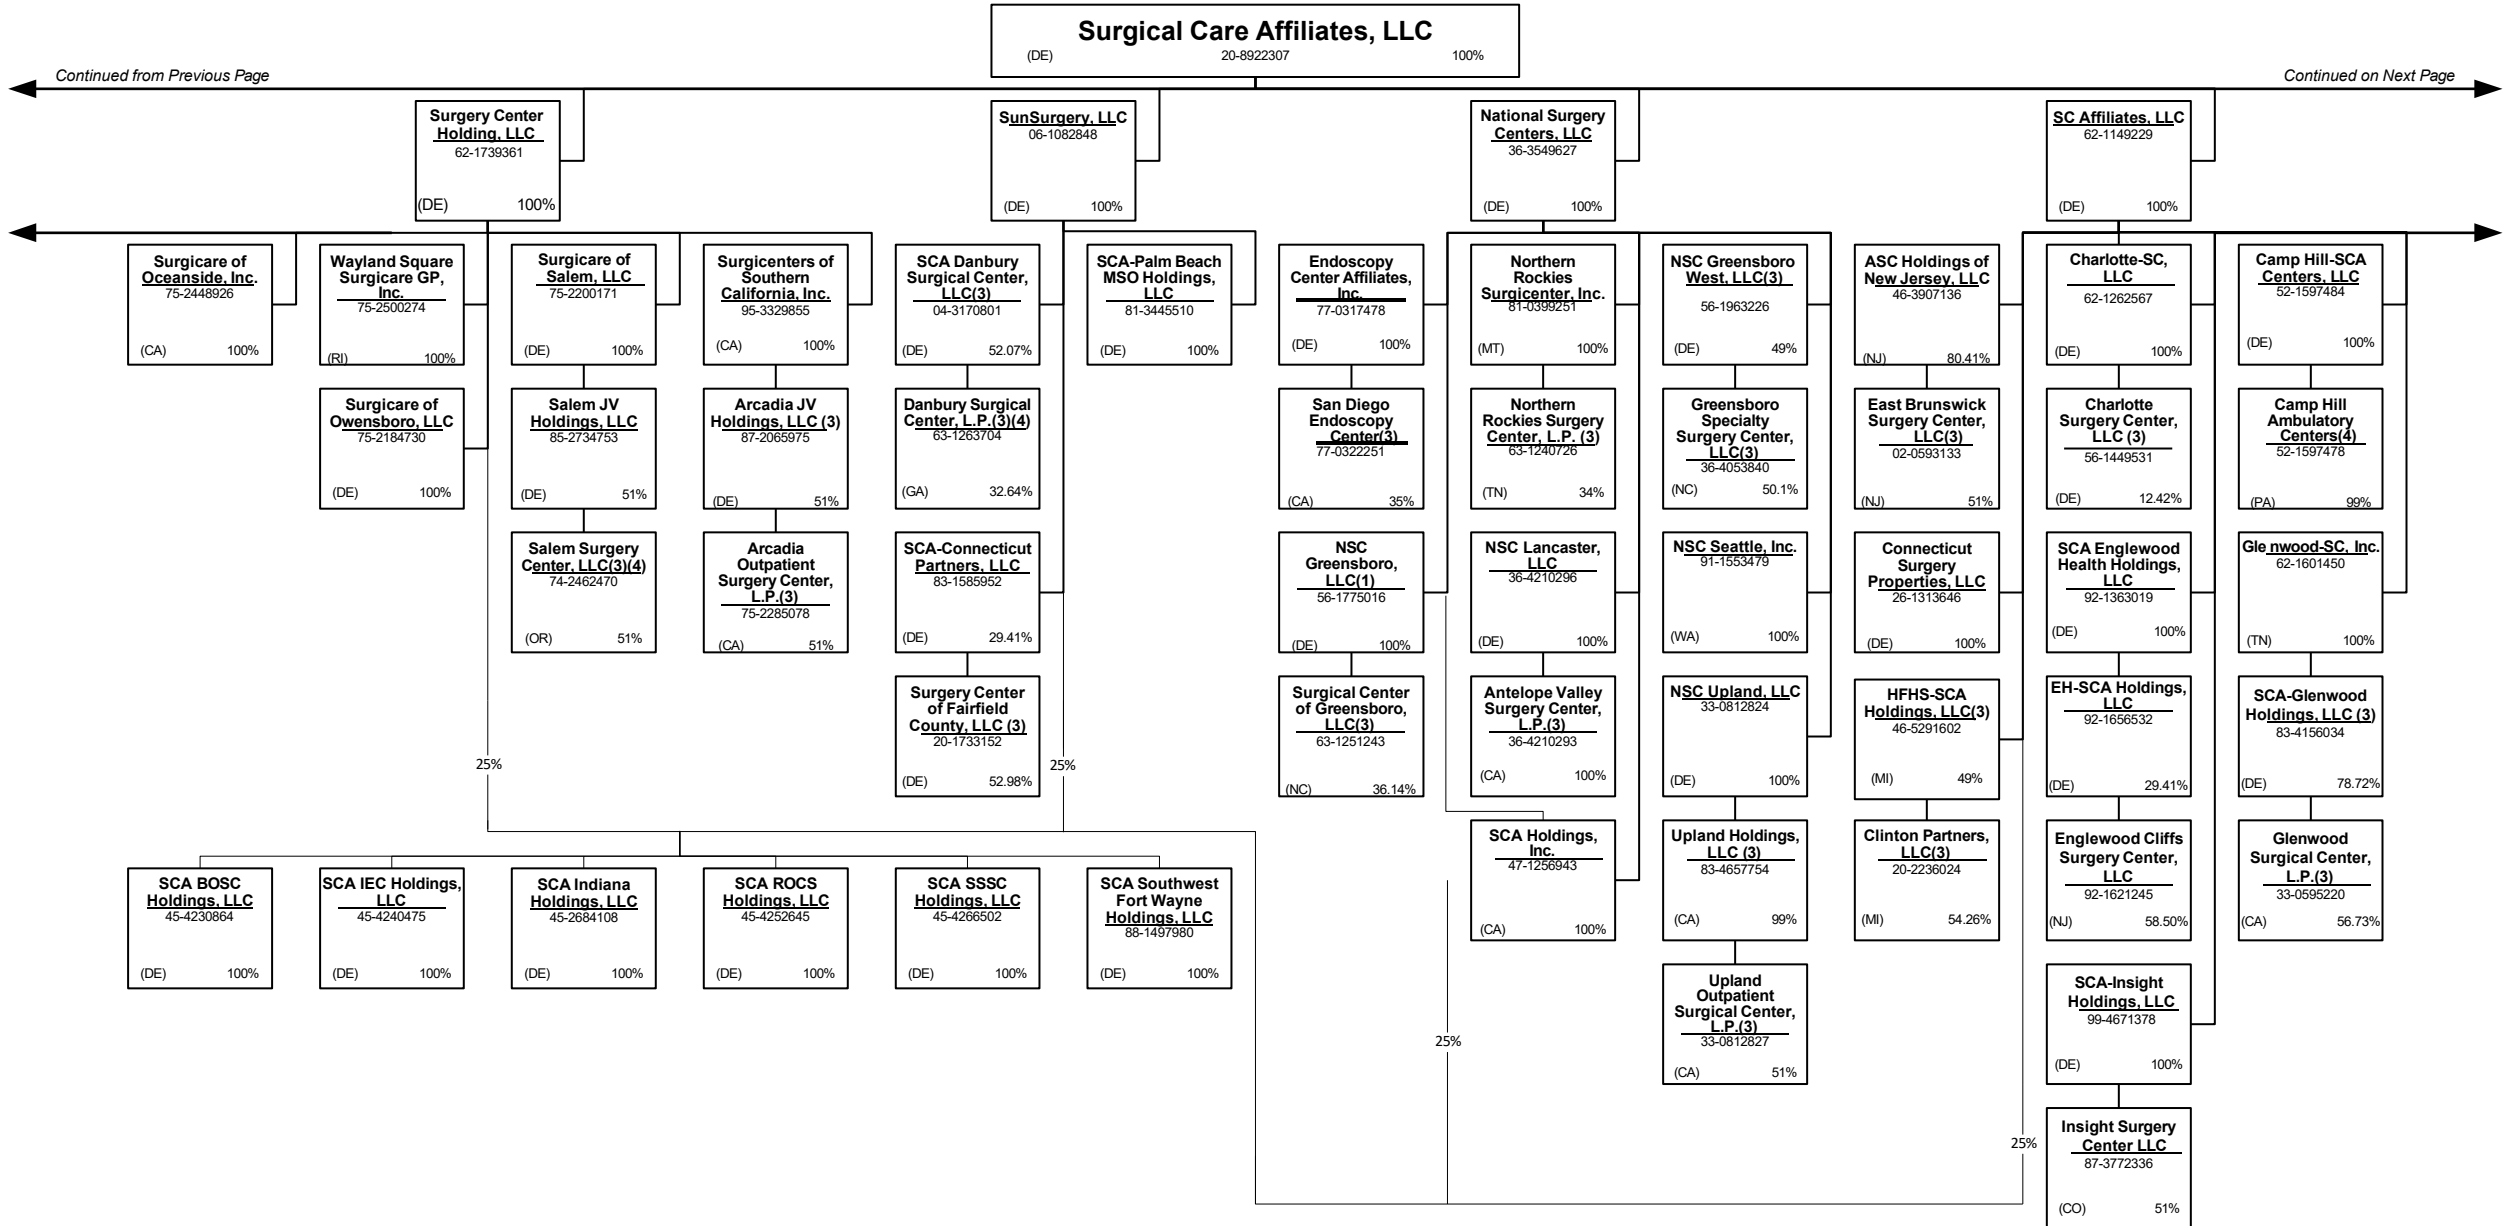 Surgical Care Affiliates, LLC
(DE) 20-8922307 100%
Continued from Previous Page
Continued on Next Page
Surgery Center
Holding, LLC
62-1739361
(DE) 100%
SunSurgery, LLC
06-1082848
(DE) 100%
National Surgery
Centers, LLC
36-3549627
(DE) 100%
SC Affiliates, LLC
62-1149229
(DE) 100%
Surgicare of
Oceanside, Inc.
75-2448926
(CA) 100%
Wayland Square
Surgicare GP,
Inc.
75-2500274
(RI) 100%
Surgicare of
Salem, LLC
75-2200171
(DE) 100%
Surgicenters of
Southern
California, Inc.
95-3329855
(CA) 100%
SCA Danbury
Surgical Center,
LLC(3)
04-3170801
(DE) 52.07%
SCA-Palm Beach
MSO Holdings,
LLC
81-3445510
(DE) 100%
Endoscopy
Center Affiliates,
Inc.
77-0317478
(DE) 100%
Northern
Rockies
Surgicenter, Inc.
81-0399251
(MT) 100%
NSC Greensboro
West, LLC(3)
56-1963226
(DE) 49%
ASC Holdings of
New Jersey, LLC
46-3907136
(NJ) 80.41%
Charlotte-SC,
LLC
62-1262567
(DE) 100%
Camp Hill-SCA
Centers, LLC
52-1597484
(DE) 100%
Surgicare of
Owensboro, LLC
75-2184730
(DE) 100%
Salem JV
Holdings, LLC
85-2734753
(DE) 51%
Arcadia JV
Holdings, LLC (3)
87-2065975
(DE) 51%
Danbury Surgical
Center, L.P.(3)(4)
63-1263704
(GA) 32.64%
San Diego
Endoscopy
Center(3)
77-0322251
(CA) 35%
Northern
Rockies Surgery
Center, L.P. (3)
63-1240726
(TN) 34%
Greensboro
Specialty
Surgery Center,
LLC(3)
36-4053840
(NC) 50.1%
East Brunswick
Surgery Center,
LLC(3)
02-0593133
(NJ) 51%
Charlotte
Surgery Center,
LLC (3)
56-1449531
(DE) 12.42%
Camp Hill
Ambulatory
Centers(4)
52-1597478
(PA) 99%
Salem Surgery
Center, LLC(3)(4)
74-2462470
(OR) 51%
Arcadia
Outpatient
Surgery Center,
L.P.(3)
75-2285078
(CA) 51%
SCA-Connecticut
Partners, LLC
83-1585952
(DE) 29.41%
NSC
Greensboro,
LLC(1)
56-1775016
(DE) 100%
NSC Lancaster,
LLC
36-4210296
(DE) 100%
NSC Seattle, Inc.
91-1553479
(WA) 100%
Connecticut
Surgery
Properties, LLC
26-1313646
(DE) 100%
SCA Englewood
Health Holdings,
LLC
92-1363019
(DE) 100%
Glenwood-SC, Inc.
62-1601450
(TN) 100%
Surgery Center
of Fairfield
County, LLC (3)
20-1733152
(DE) 52.98%
Surgical Center
of Greensboro,
LLC(3)
63-1251243
(NC) 36.14%
Antelope Valley
Surgery Center,
L.P.(3)
36-4210293
(CA) 100%
NSC Upland, LLC
33-0812824
(DE) 100%
HFHS-SCA
Holdings, LLC(3)
46-5291602
(MI) 49%
EH-SCA Holdings,
LLC
92-1656532
(DE) 29.41%
SCA-Glenwood
Holdings, LLC (3)
83-4156034
(DE) 78.72%
25%
25%
SCA Holdings,
Inc.
47-1256943
(CA) 100%
Upland Holdings,
LLC (3)
83-4657754
(CA) 99%
Clinton Partners,
LLC(3)
20-2236024
(MI) 54.26%
Englewood Cliffs
Surgery Center,
LLC
92-1621245
(NJ) 58.50%
Glenwood
Surgical Center,
L.P.(3)
33-0595220
(CA) 56.73%
SCA BOSC
Holdings, LLC
45-4230864
(DE) 100%
SCA IEC Holdings,
LLC
45-4240475
(DE) 100%
SCA Indiana
Holdings, LLC
45-2684108
(DE) 100%
SCA ROCS
Holdings, LLC
45-4252645
(DE) 100%
SCA SSSC
Holdings, LLC
45-4266502
(DE) 100%
SCA Southwest
Fort Wayne
Holdings, LLC
88-1497980
(DE) 100%
Upland
Outpatient
Surgical Center,
L.P.(3)
33-0812827
(CA) 51%
SCA-Insight
Holdings, LLC
99-4671378
(DE) 100%
25%
25%
Insight Surgery
Center LLC
87-3772336
(CO) 51%